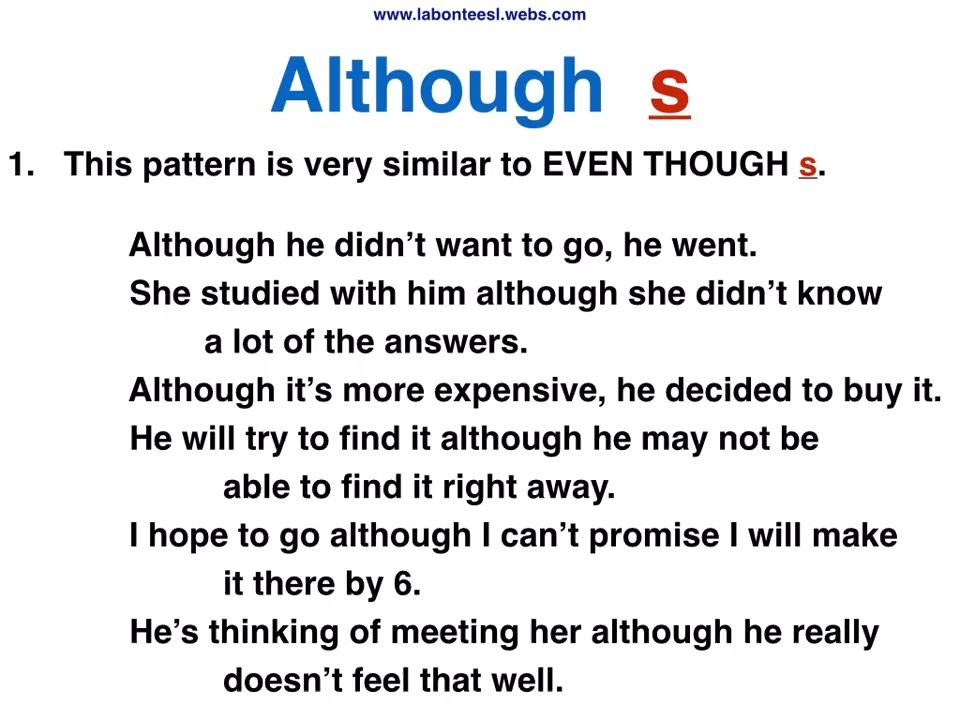 www.labonteesl.webs.com
Although s
1. This pattern is very similar to EVEN THOUGH s.
Although he didn’t want to go, he went.
She studied with him although she didn’t know
a lot of the answers.
Although it’s more expensive, he decided to buy it.
He will try to find it although he may not be
able to find it right away.
I hope to go although I can’t promise I will make
it there by 6.
He’s thinking of meeting her although he really
doesn’t feel that well.